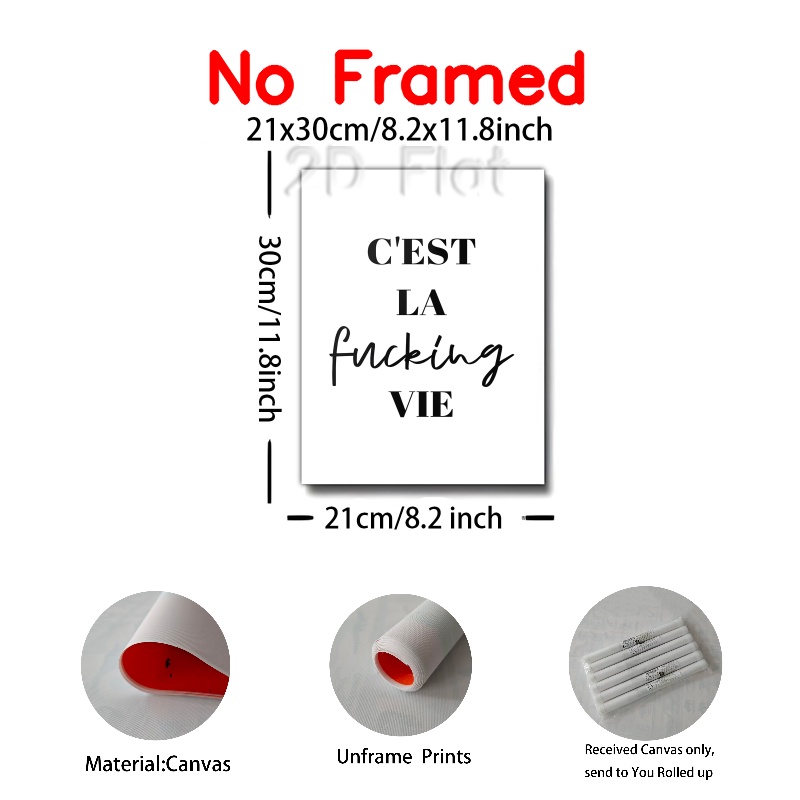 No Framed
21x30cm/8.2x11.8inch
2D Flat
30cm/11.8inch
C'EST
LA
fucking
VIE
21cm/8.2 inch
Material:Canvas
Unframe Prints
Received Canvas only,
send to You Rolled up